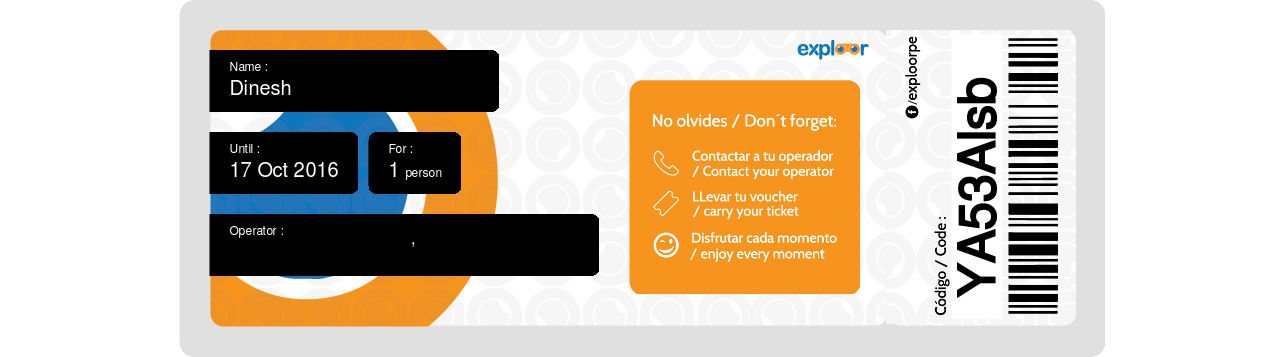 Name :
Dinesh
Until :
17 Oct 2016
For :
1 person
Operator :
,
exploor
No olvides / Don´t forget:
Contactar a tu operador
/ Contact your operator
LLevar tu voucher
/ carry your ticket
Disfrutar cada momento
/ enjoy every moment
f/exploorpe
Código / Code :
YA53Alsb